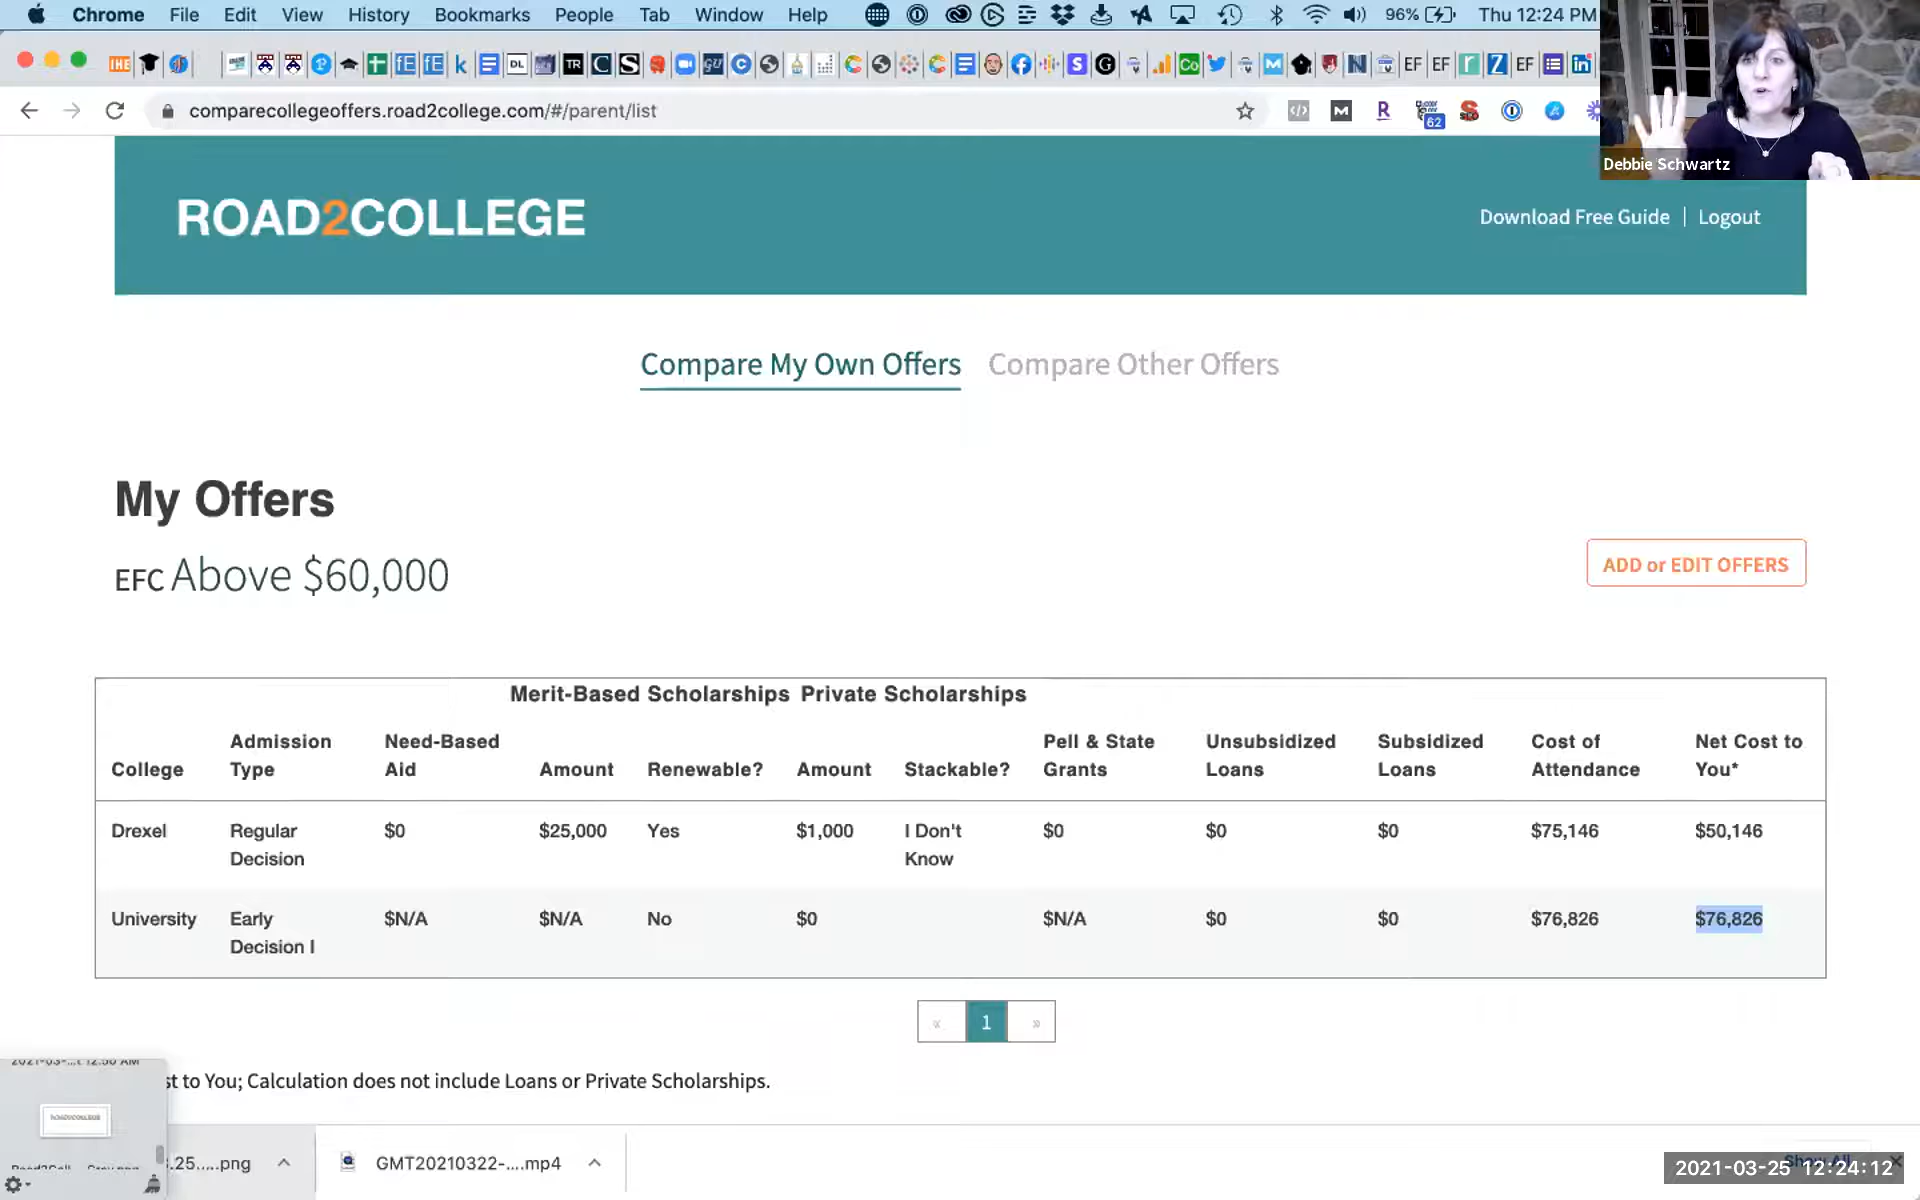 Chrome File Edit View History Bookmarks People Tab Window Help 96% Thu 12:24 PM
comparecollegeoffers.road2college.com/#/parent/list
62
Debbie Schwartz
ROAD2COLLEGE
Download Free Guide | Logout
Compare My Own Offers Compare Other Offers
My Offers
EFC Above $60,000
ADD or EDIT OFFERS
Merit-Based Scholarships Private Scholarships
College Admission Type Need-Based Aid Amount Renewable? Amount Stackable? Pell & State Grants Unsubsidized Loans Subsidized Loans Cost of Attendance Net Cost to You*
Drexel Regular Decision $0 $25,000 Yes $1,000 I Don't Know $0 $0 $0 $75,146 $50,146
University Early Decision I $N/A $N/A No $0 $N/A $0 $0 $76,826 $76,826
« 1 »
st to You; Calculation does not include Loans or Private Scholarships.
ROAD2COLLEGE
.25.....png GMT20210322-....mp4 Show All
2021-03-25 12:24:12